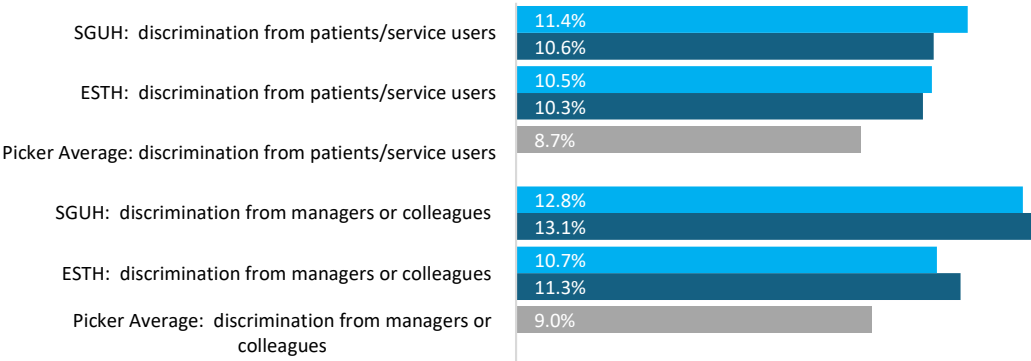 SGUH:  discrimination from patients/service users
11.4%
10.6%
ESTH:  discrimination from patients/service users
10.5%
10.3%
Picker Average: discrimination from patients/service users
8.7%
SGUH:  discrimination from managers or colleagues
12.8%
13.1%
ESTH:  discrimination from managers or colleagues
10.7%
11.3%
Picker Average:  discrimination from managers or
colleagues
9.0%